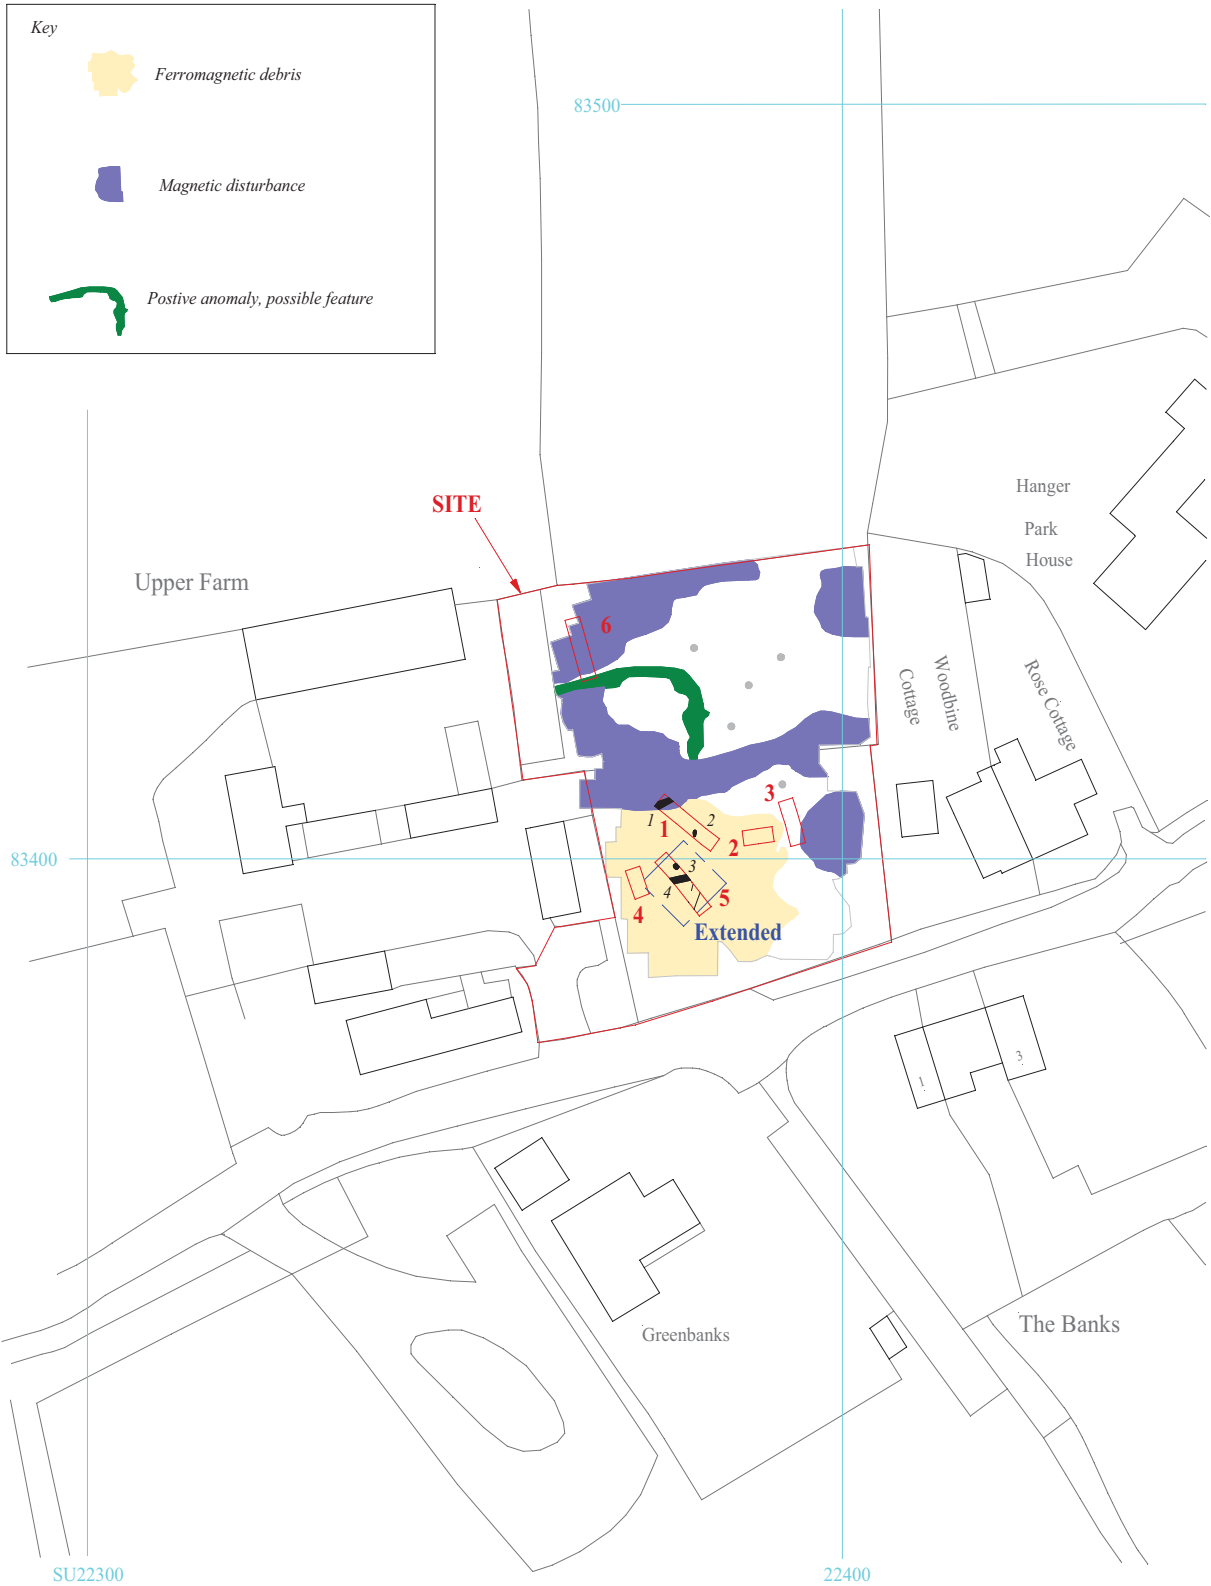 Key
Ferromagnetic debris
Magnetic disturbance
Postive anomaly, possible feature
83500
SITE
Upper Farm
Hanger
Park
House
6
Woodbine
Cottage
Rose Cottage
3
1
1
2
2
83400
3
4
4
5
Extended
1
3
Greenbanks
The Banks
SU22300
22400